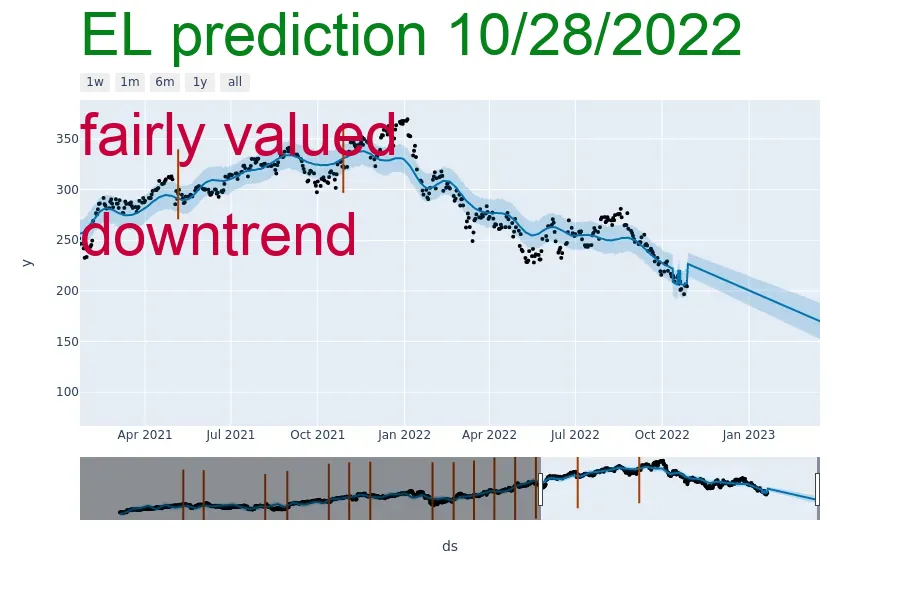 EL prediction 10/28/2022
1w 1m 6m 1y all
fairly valued
downtrend
350
300
250
200
150
100
y
Apr 2021 Jul 2021 Oct 2021 Jan 2022 Apr 2022 Jul 2022 Oct 2022 Jan 2023
ds